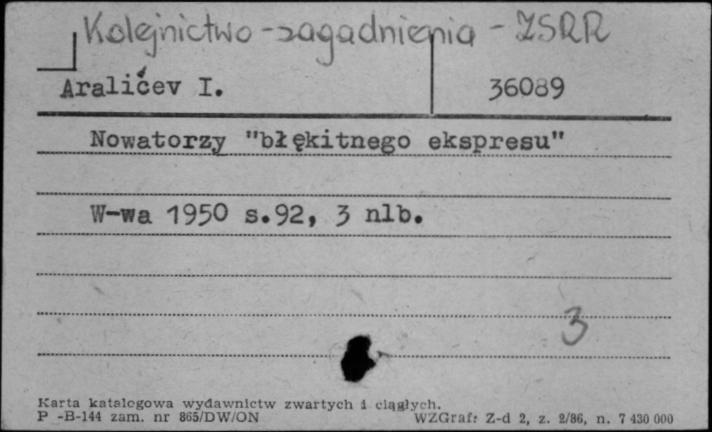 Kolejnictwo - zagadnienia - ZSRR
Aralićev I. 36089
Nowatorzy "błękitnego ekspresu"
W-wa 1950 s.92, 3 nlb.
3
Karta katalogowa wydawnictw zwartych i ciągłych.
P -B-144 zam. nr 865/DW/ON WZGraf: Z-d 2, z. 2/86, n. 7 430 000